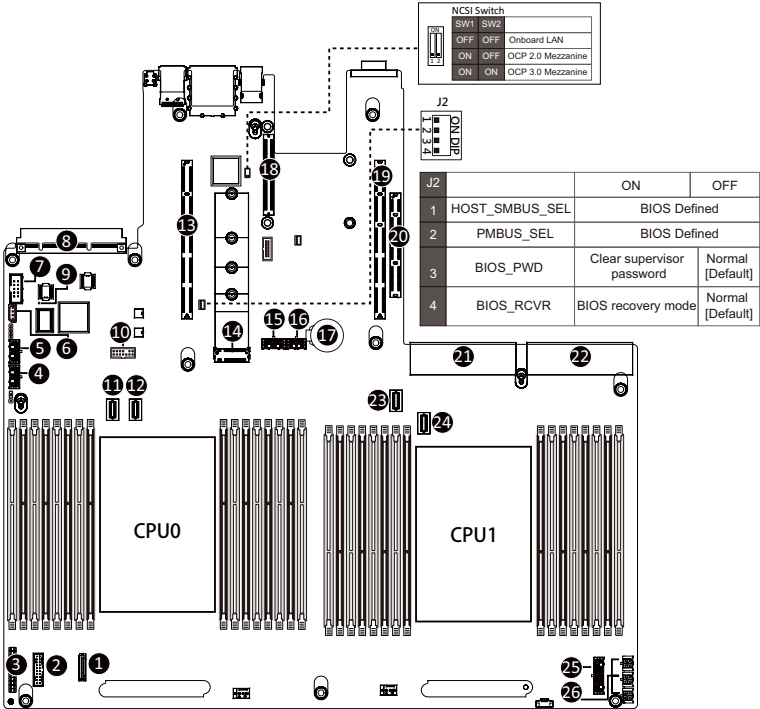 NCSI Switch
SW1 SW2
OFF OFF Onboard LAN
ON OFF OCP 2.0 Mezzanine
ON ON OCP 3.0 Mezzanine
ON
1 2
J2
ON DIP
1 2 3 4
J2 ON OFF
1 HOST_SMBUS_SEL BIOS Defined
2 PMBUS_SEL BIOS Defined
3 BIOS_PWD Clear supervisor password Normal [Default]
4 BIOS_RCVR BIOS recovery mode Normal [Default]
18
19
13
20
8
7
9
10
15
16
17
14
5
6
4
21
22
11
12
23
24
CPU0
CPU1
3
2
1
25
26